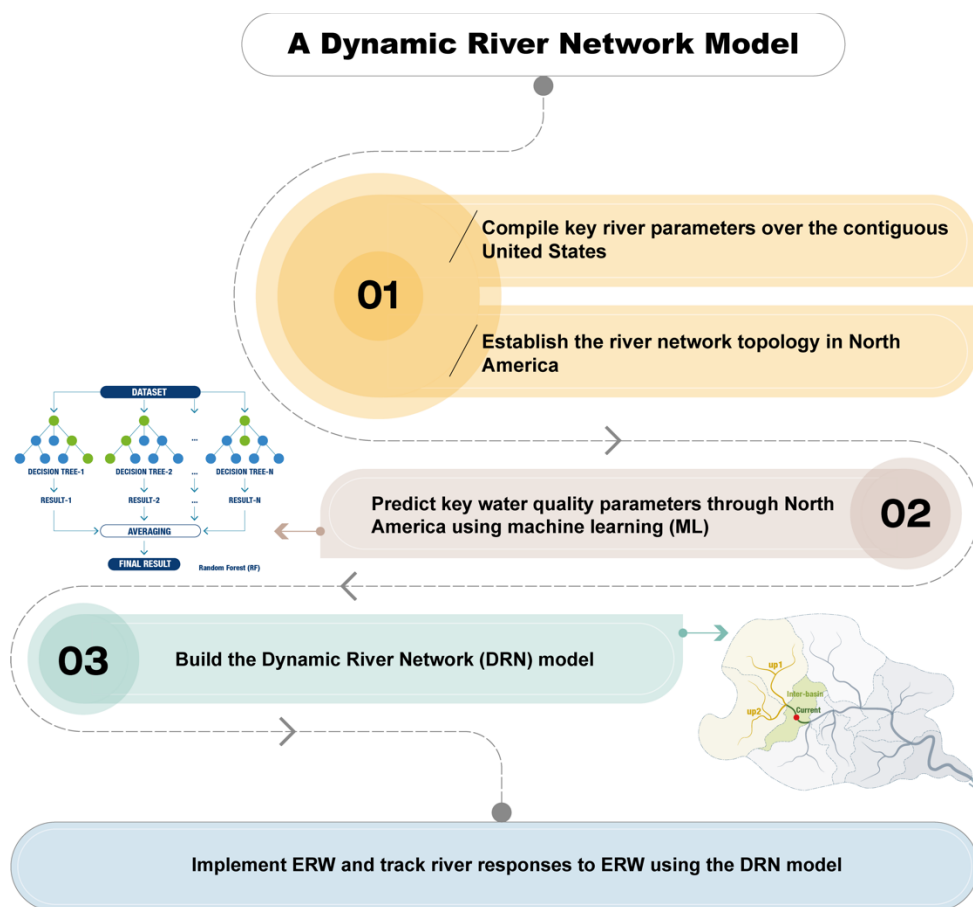 A Dynamic River Network Model
01
Compile key river parameters over the contiguous
United States
Establish the river network topology in North
America
DATASET
...
DECISION TREE-1
DECISION TREE-2
...
DECISION TREE-N
RESULT-1
RESULT-2
...
RESULT-N
AVERAGING
FINAL RESULT
Random Forest (RF)
Predict key water quality parameters through North
America using machine learning (ML)
02
03
Build the Dynamic River Network (DRN) model
up1
Inter-basin
up2
Current
Implement ERW and track river responses to ERW using the DRN model